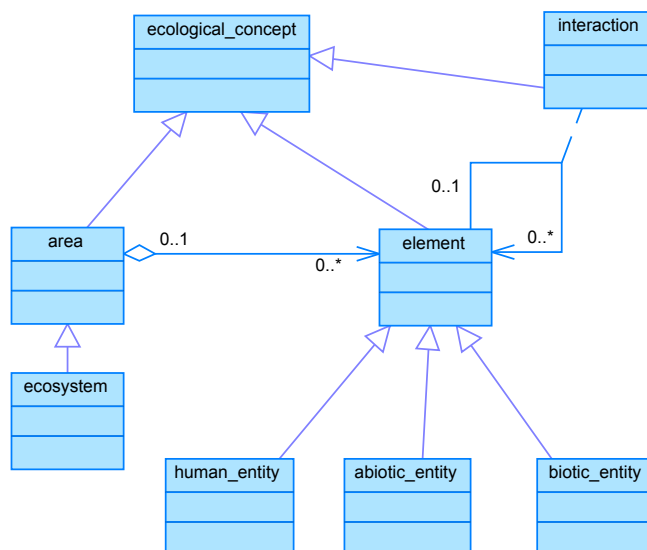 ecological_concept
interaction
0..1
area
0..1
element
0..*
0..*
ecosystem
human_entity
abiotic_entity
biotic_entity